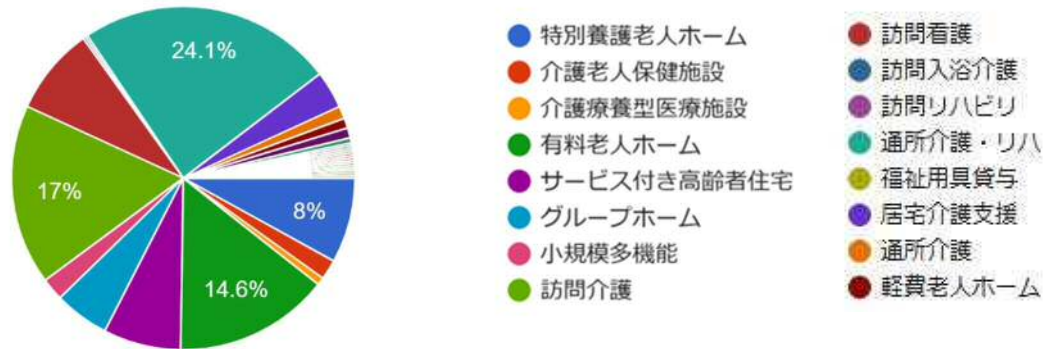 24.1%
17%
8%
14.6%
特別養護老人ホーム
介護老人保健施設
介護療養型医療施設
有料老人ホーム
サービス付き高齢者住宅
グループホーム
小規模多機能
訪問介護
訪問看護
訪問入浴介護
訪問リハビリ
通所介護・リハ
福祉用具貸与
居宅介護支援
通所介護
軽費老人ホーム